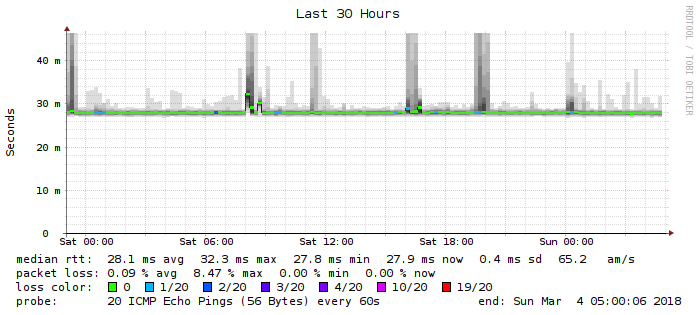 Last 30 Hours
RRDTOOL / TOBI OETIKER
Seconds
40 m
30 m
20 m
10 m
0
Sat 00:00 Sat 06:00 Sat 12:00 Sat 18:00 Sun 00:00
median rtt: 28.1 ms avg 32.3 ms max 27.8 ms min 27.9 ms now 0.4 ms sd 65.2 am/s
packet loss: 0.09 % avg 8.47 % max 0.00 % min 0.00 % now
loss color: 0 1/20 2/20 3/20 4/20 10/20 19/20
probe: 20 ICMP Echo Pings (56 Bytes) every 60s end: Sun Mar 4 05:00:06 2018